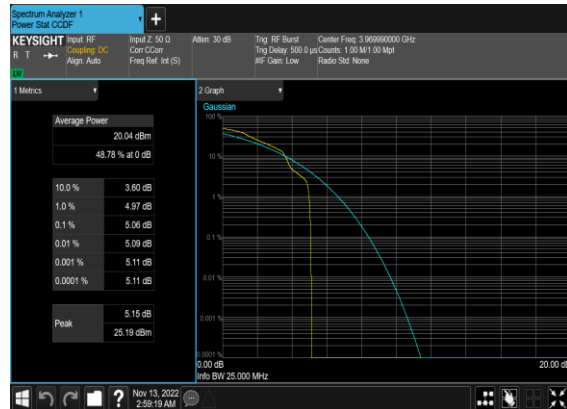 Spectrum Analyzer 1
Power Stat CCDF
+
KEYSIGHT
R T
LV
Input: RF
Coupling: DC
Align: Auto
Input Z: 50 Ω
Corr CCorr
Freq Ref: Int (S)
Atten: 30 dB
Trig: RF Burst
Trig Delay: 500.0 µs
#IF Gain: Low
Center Freq: 3.969990000 GHz
Counts: 1.00 M/1.00 Mpt
Radio Std: None
1 Metrics
Average Power
20.04 dBm
48.78 % at 0 dB
10.0 % 3.60 dB
1.0 % 4.97 dB
0.1 % 5.06 dB
0.01 % 5.09 dB
0.001 % 5.11 dB
0.0001 % 5.11 dB
Peak
5.15 dB
25.19 dBm
2 Graph
Gaussian
100 %
10 %
1 %
0.1 %
0.01 %
0.001 %
0.0001 %
0.00 dB
20.00 dB
Info BW 25.000 MHz
?
Nov 13, 2022
2:59:19 AM